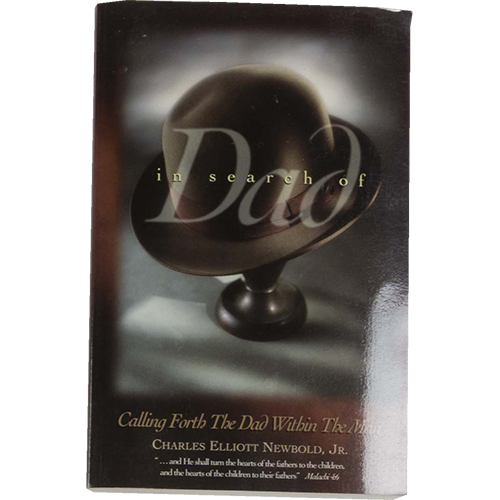 in search of
Dad
Calling Forth The Dad Within The Man
CHARLES ELLIOTT NEWBOLD, JR.
"...and He shall turn the hearts of the fathers to the children,
and the hearts of the children to their fathers" Malachi 4:6